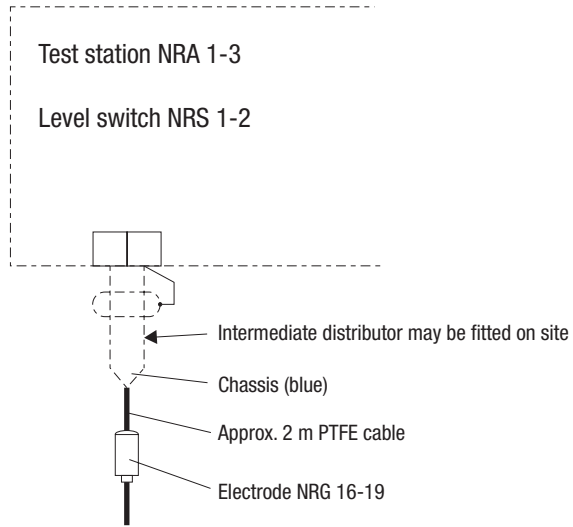 Test station NRA 1-3
Level switch NRS 1-2
Intermediate distributor may be fitted on site
Chassis (blue)
Approx. 2 m PTFE cable
Electrode NRG 16-19